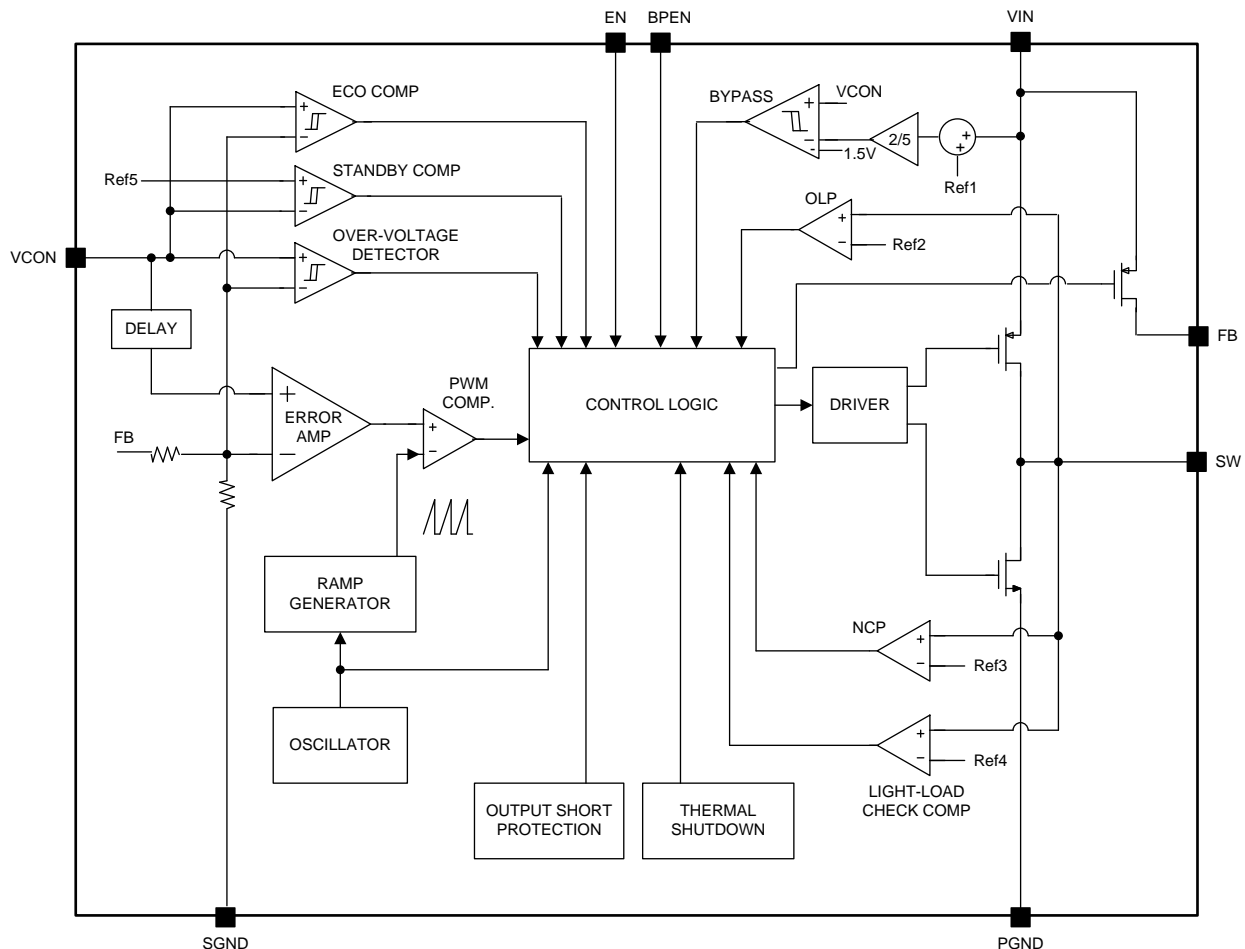 EN
BPEN
VIN
ECO COMP
+
−
BYPASS
+
VCON
−
-
1.5V
2/5
+
+
Ref1
Ref5
STANDBY COMP
+
−
OLP
+
−
Ref2
VCON
OVER-VOLTAGE
DETECTOR
+
−
DELAY
FB
CONTROL LOGIC
DRIVER
PWM
COMP.
+
−
ERROR
AMP
+
−
FB
SW
RAMP
GENERATOR
NCP
+
−
Ref3
OSCILLATOR
+
−
Ref4
LIGHT-LOAD
CHECK COMP
OUTPUT SHORT
PROTECTION
THERMAL
SHUTDOWN
SGND
PGND